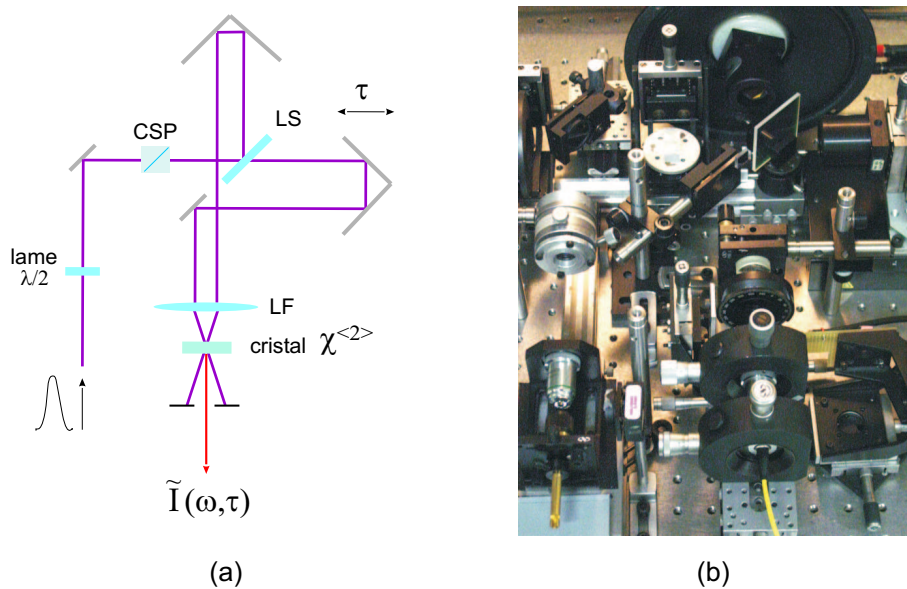 τ
LS
CSP
lame
λ/2
LF
cristal χ<2>
Ĩ(ω,τ)
(a)
(b)